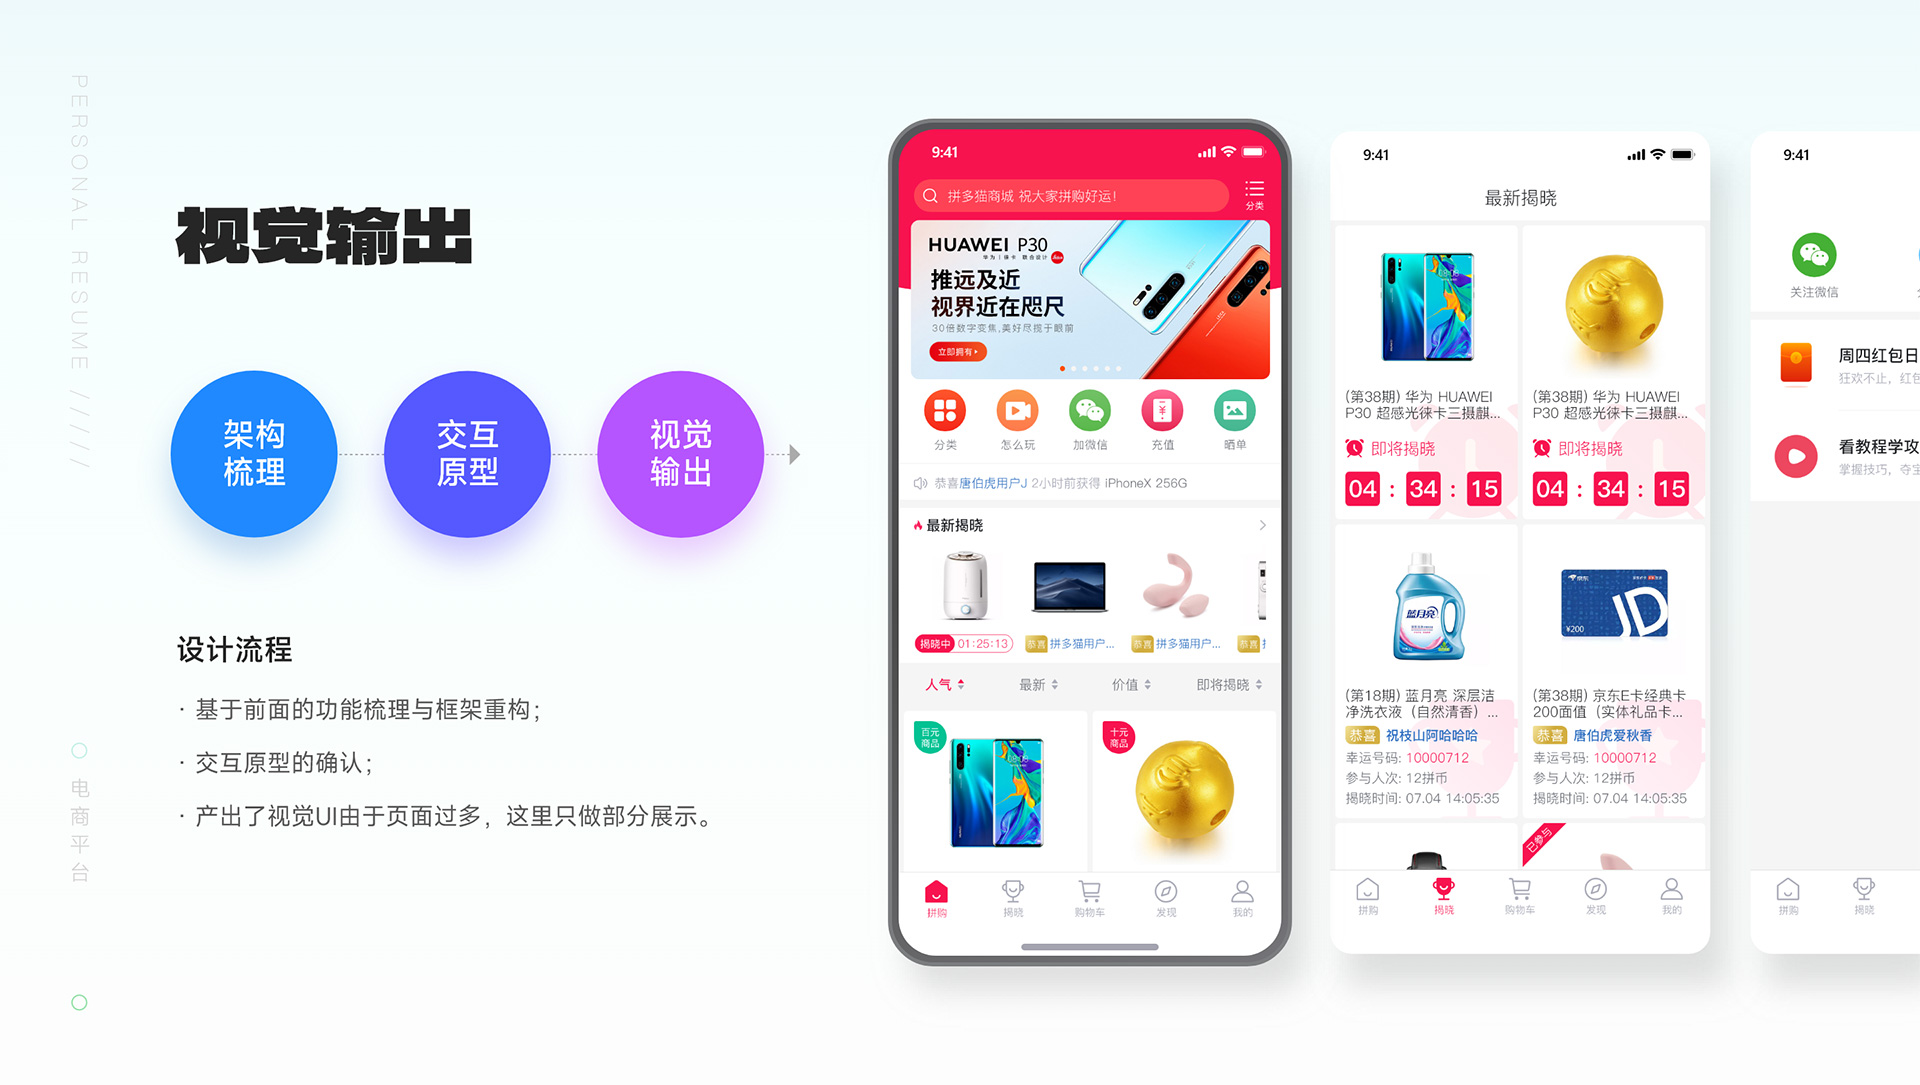 PERSONAL RESUME /////
电商平台
视觉输出
架构
梳理
交互
原型
视觉
输出
设计流程
· 基于前面的功能梳理与框架重构；
· 交互原型的确认；
· 产出了视觉UI由于页面过多，这里只做部分展示。
9:41
拼多猫商城 祝大家拼购好运！
分类
HUAWEI P30
华为 | 徕卡 联合设计
推远及近
视界近在咫尺
30倍数字变焦,美好尽揽于眼前
立即拥有
分类
怎么玩
加微信
充值
晒单
恭喜唐伯虎用户J 2小时前获得 iPhoneX 256G
最新揭晓
揭晓中 01:25:13
恭喜 拼多猫用户...
恭喜 拼多猫用户...
恭喜
人气
最新
价值
即将揭晓
百元
商品
十元
商品
拼购
揭晓
购物车
发现
我的
9:41
最新揭晓
(第38期) 华为 HUAWEI
P30 超感光徕卡三摄麒...
即将揭晓
04 : 34 : 15
(第38期) 华为 HUAWEI
P30 超感光徕卡三摄麒...
即将揭晓
04 : 34 : 15
蓝月亮
(第18期) 蓝月亮 深层洁
净洗衣液（自然清香）...
恭喜 祝枝山阿哈哈哈
幸运号码: 10000712
参与人次: 12拼币
揭晓时间: 07.04 14:05:35
京东
¥200
JD
(第38期) 京东E卡经典卡
200面值（实体礼品卡...
恭喜 唐伯虎爱秋香
幸运号码: 10000712
参与人次: 12拼币
揭晓时间: 07.04 14:05:35
已参与
拼购
揭晓
购物车
发现
我的
9:41
关注微信
周四红包日
狂欢不止，红包
看教程学攻
掌握技巧，夺宝
拼购
揭晓